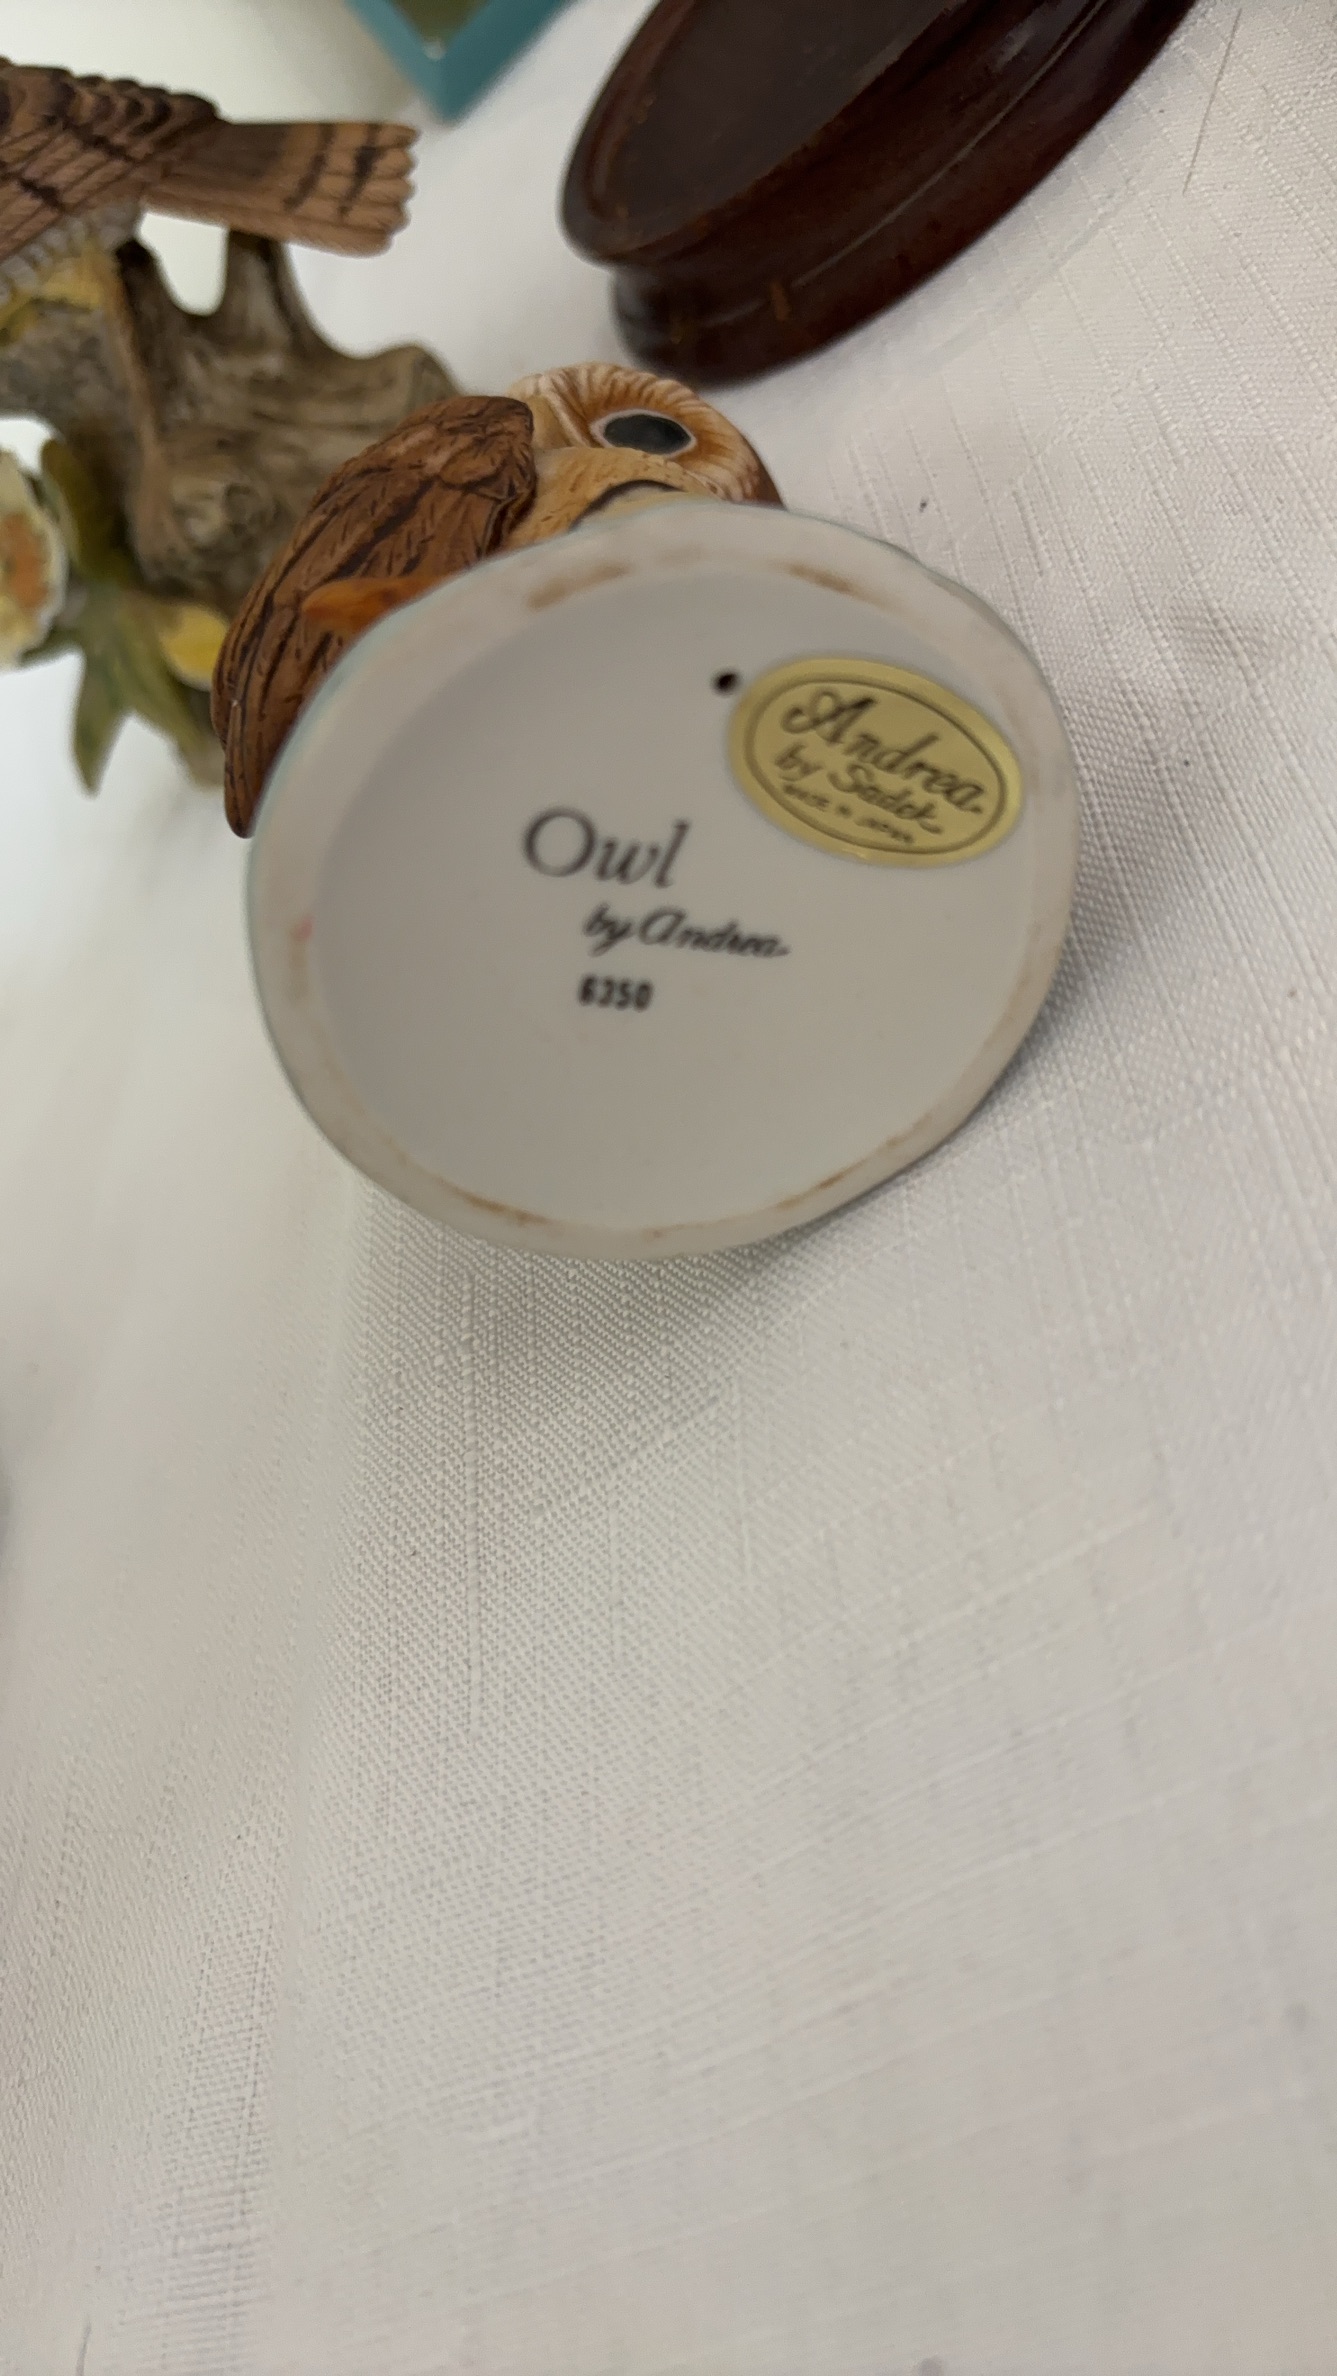 Andrea
by Sadek
MADE IN JAPAN
Owl
by Andrea
6350